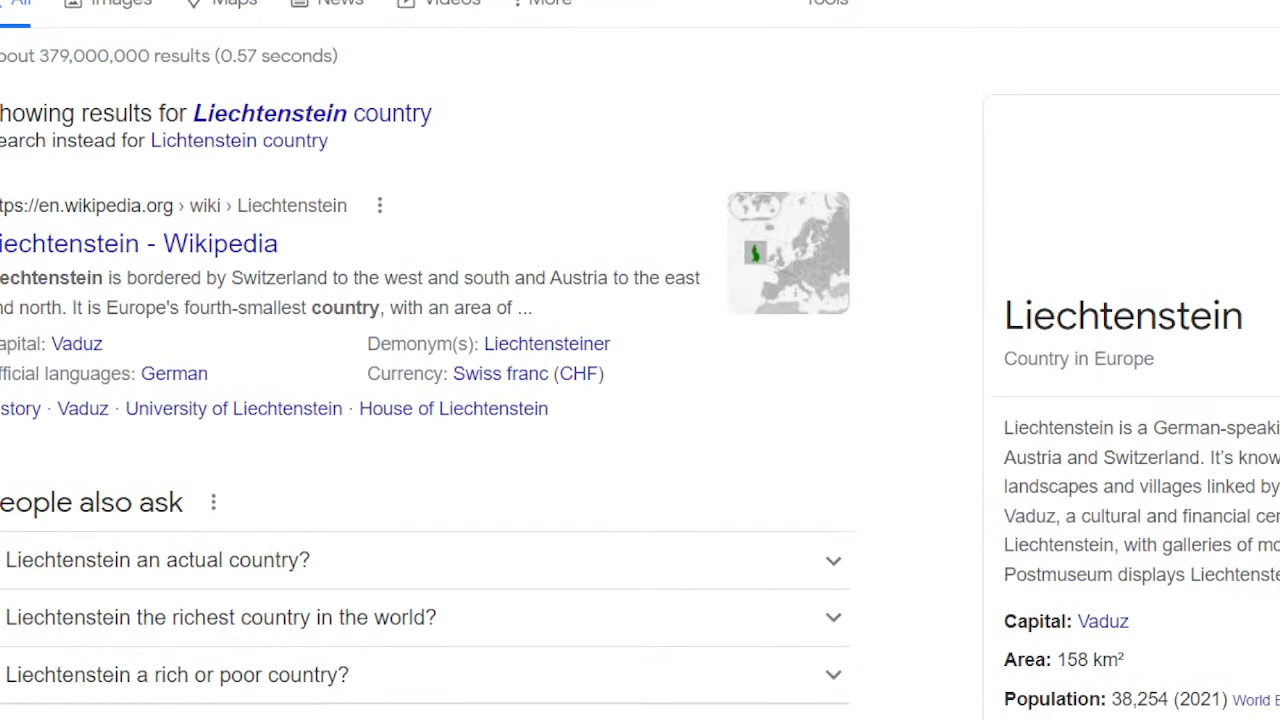 All Images Maps News Videos More Tools
bout 379,000,000 results (0.57 seconds)
howing results for Liechtenstein country
earch instead for Lichtenstein country
tps://en.wikipedia.org › wiki › Liechtenstein
iechtenstein - Wikipedia
echtenstein is bordered by Switzerland to the west and south and Austria to the east
nd north. It is Europe's fourth-smallest country, with an area of ...
apital: Vaduz Demonym(s): Liechtensteiner
ficial languages: German Currency: Swiss franc (CHF)
story · Vaduz · University of Liechtenstein · House of Liechtenstein
eople also ask
Liechtenstein an actual country?
Liechtenstein the richest country in the world?
Liechtenstein a rich or poor country?
Liechtenstein
Country in Europe
Liechtenstein is a German-speaki
Austria and Switzerland. It's know
landscapes and villages linked by
Vaduz, a cultural and financial cen
Liechtenstein, with galleries of mo
Postmuseum displays Liechtenste
Capital: Vaduz
Area: 158 km²
Population: 38,254 (2021) World B